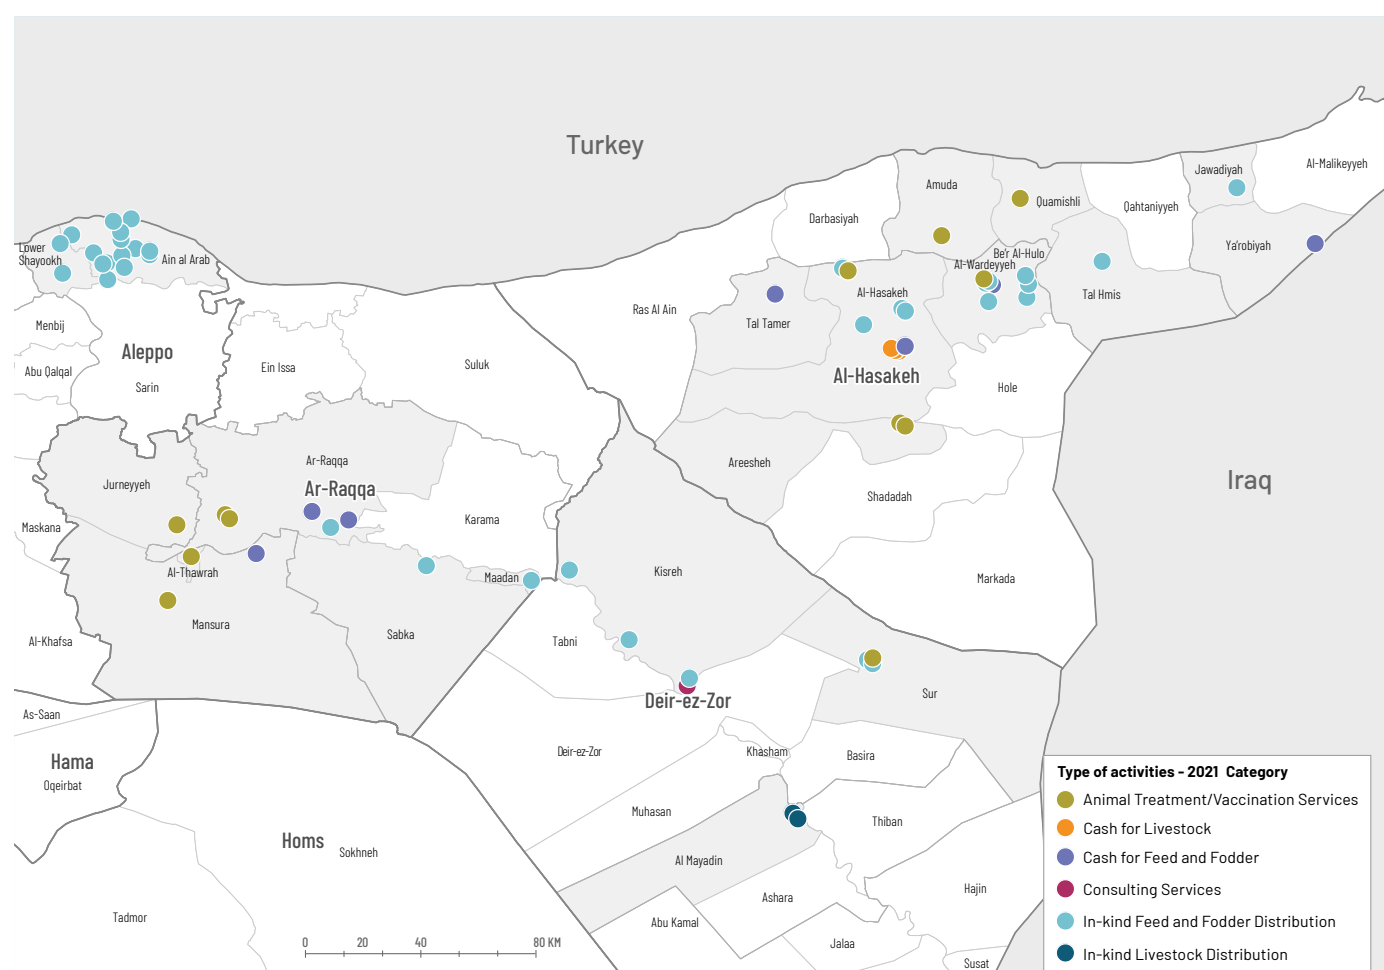 Turkey
Al-Malikeyyeh
Jawadiyah
Amuda
Quamishli
Qahtaniyyeh
Darbasiyah
Ya'robiyah
Lower
Shayookh
Ain al Arab
Be'r Al-Hulo
Al-Wardeyyeh
Al-Hasakeh
Tal Hmis
Ras Al Ain
Tal Tamer
Menbij
Aleppo
Abu Qalqal
Ein Issa
Suluk
Al-Hasakeh
Sarin
Hole
Ar-Raqqa
Areesheh
Iraq
Jurneyyeh
Ar-Raqqa
Shadadah
Maskana
Karama
Al-Thawrah
Maadan
Kisreh
Markada
Mansura
Sabka
Al-Khafsa
Tabni
Sur
Deir-ez-Zor
As-Saan
Hama
Deir-ez-Zor
Khasham
Basira
Oqeirbat
Muhasan
Thiban
Homs
Sokhneh
Al Mayadin
Ashara
Hajin
Tadmor
Abu Kamal
Jalaa
Susat
0 20 40 80 KM
Type of activities - 2021 Category
Animal Treatment/Vaccination Services
Cash for Livestock
Cash for Feed and Fodder
Consulting Services
In-kind Feed and Fodder Distribution
In-kind Livestock Distribution